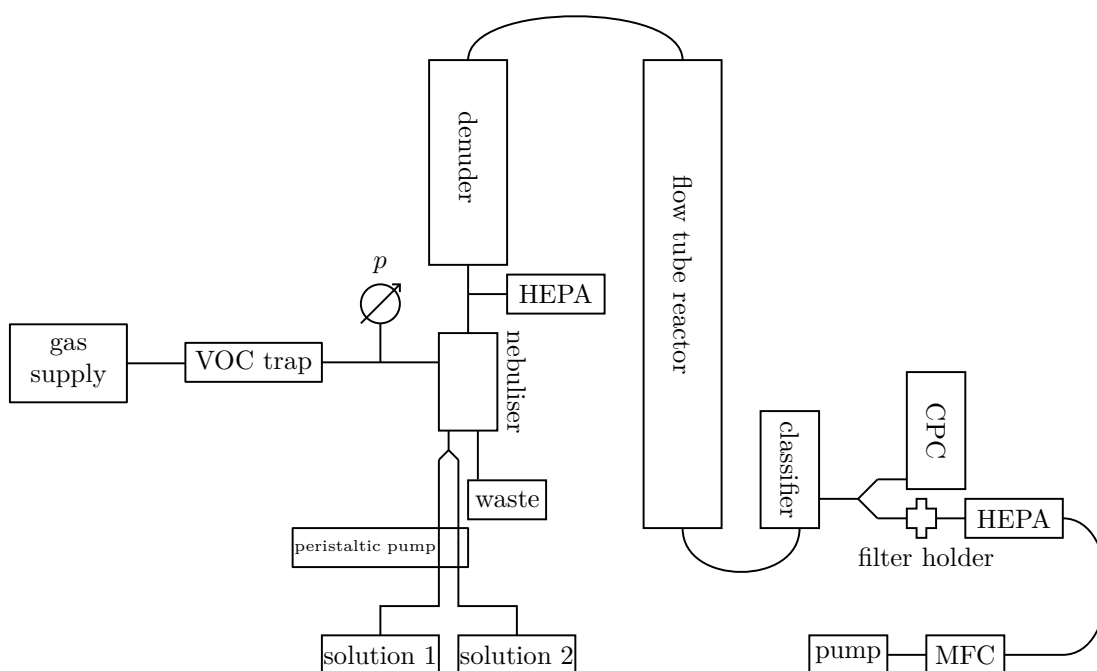 denuder
flow tube reactor
p
HEPA
gas
supply
VOC trap
nebuliser
CPC
classifier
waste
HEPA
peristaltic pump
filter holder
solution 1
solution 2
pump
MFC